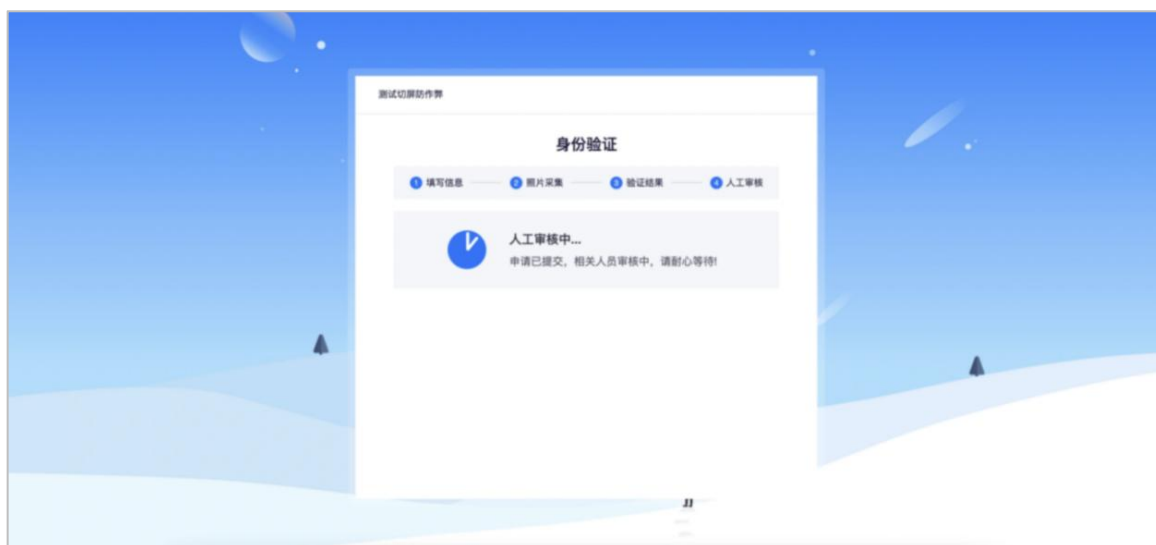 测试切屏防作弊
身份验证
1 填写信息 2 照片采集 3 验证结果 4 人工审核
人工审核中...
申请已提交，相关人员审核中，请耐心等待!